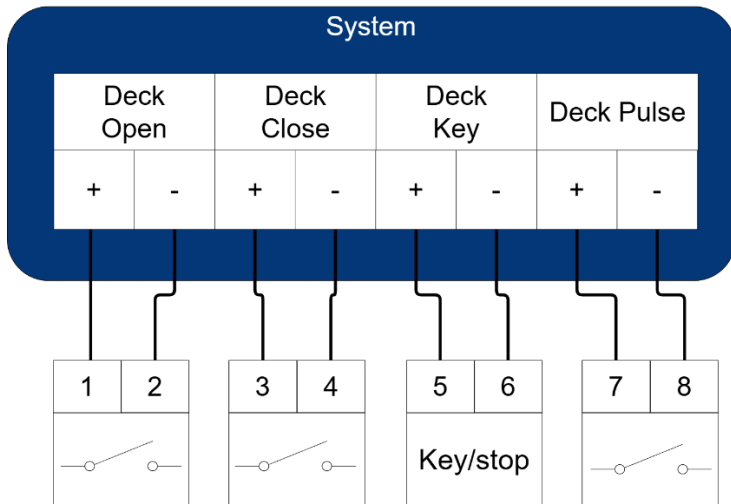 System
Deck
Open
Deck
Close
Deck
Key
Deck Pulse
+ - + - + - + -
1 2 3 4 5 6 7 8
Key/stop